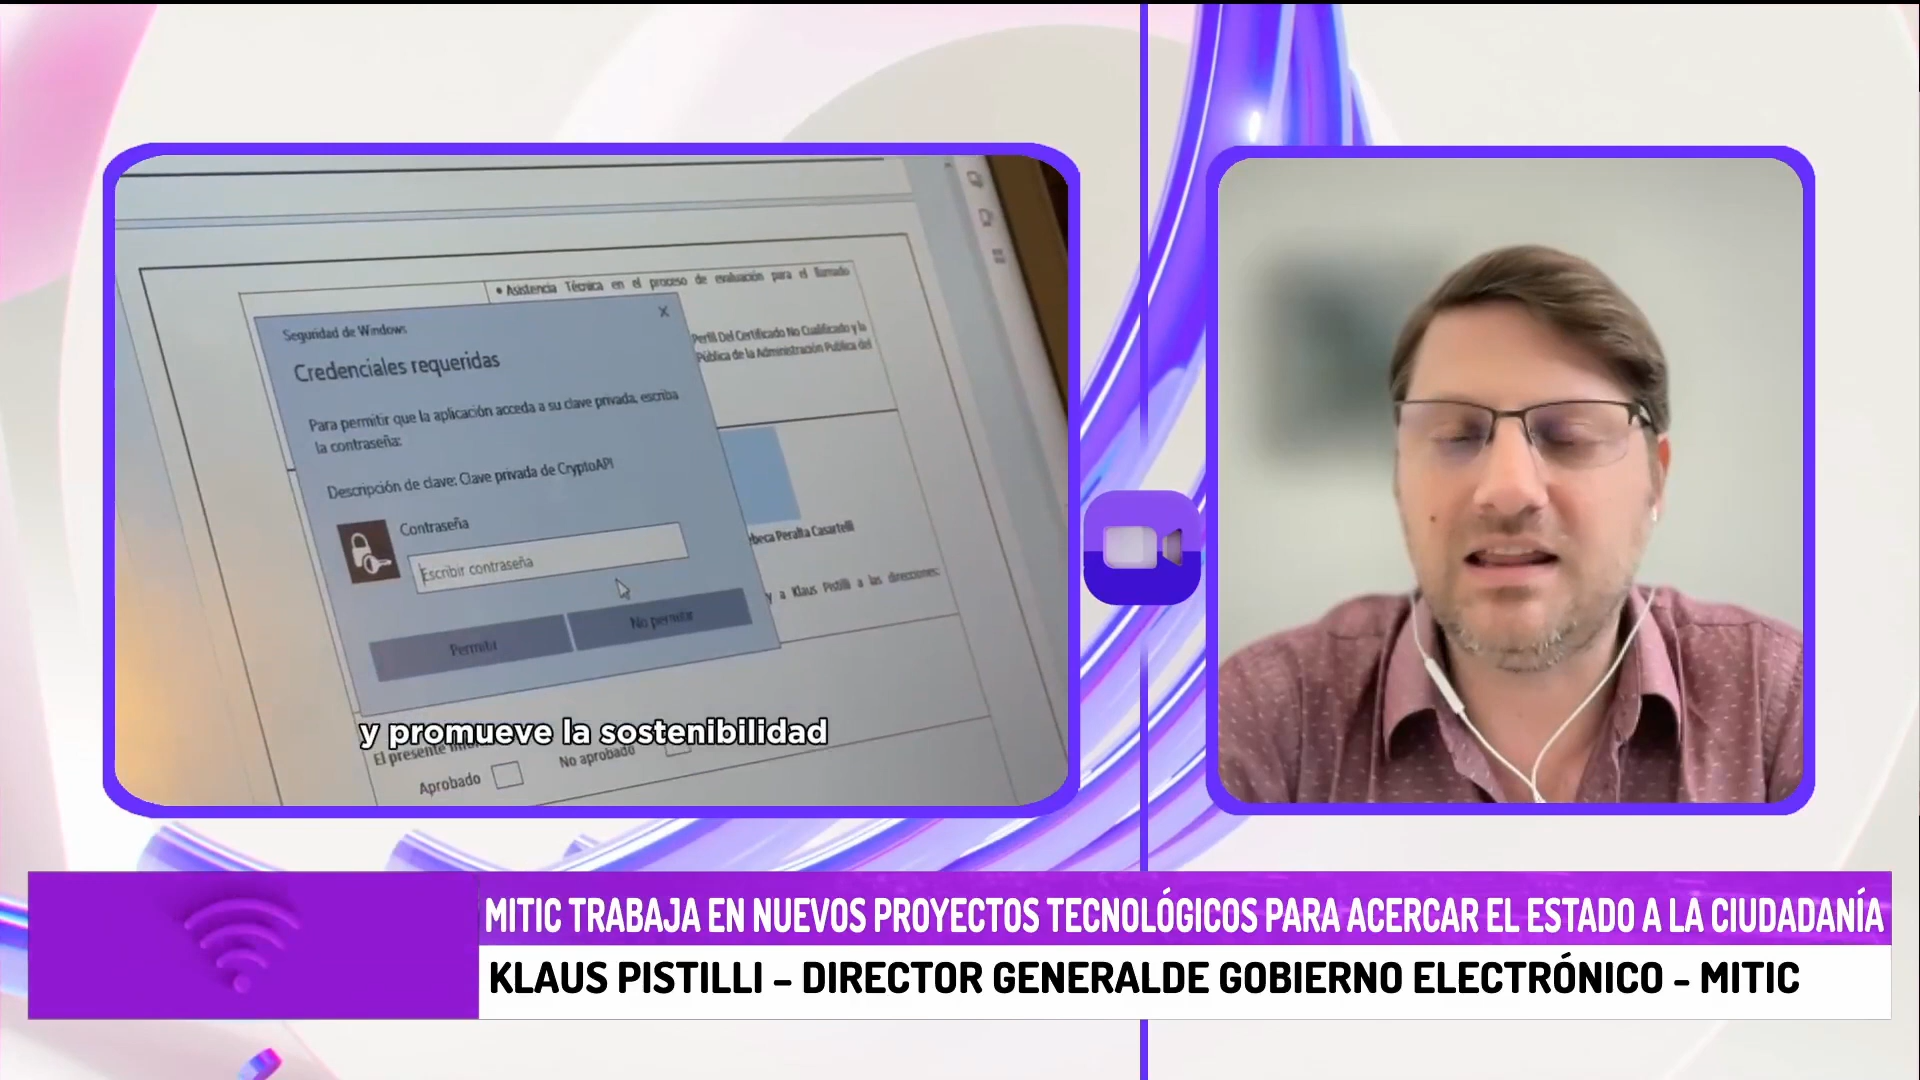 • Asistencia Técnica en el proceso de evaluación para el llamado
Perfil Del Certificado No Cualificado y la
Pública de la Administración Publica del
Seguridad de Windows
X
Credenciales requeridas
Para permitir que la aplicación acceda a su clave privada, escriba
la contraseña:
Descripción de clave: Clave privada de CryptoAPI
Contraseña
Escribir contraseña
Permitir
No permitir
beca Peralta Casartelli
y a Klaus Pistilli a las direcciones:
y promueve la sostenibilidad
El presente
Aprobado
No aprobado
MITIC TRABAJA EN NUEVOS PROYECTOS TECNOLÓGICOS PARA ACERCAR EL ESTADO A LA CIUDADANÍA
KLAUS PISTILLI – DIRECTOR GENERALDE GOBIERNO ELECTRÓNICO - MITIC